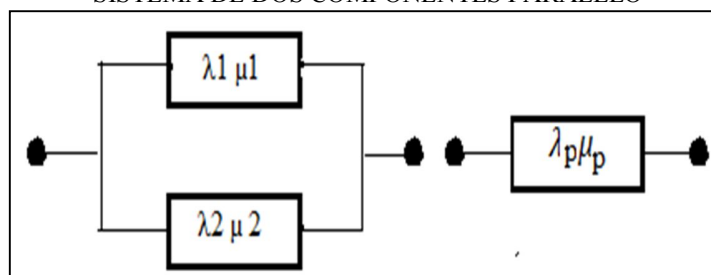 SISTEMA DE DOS COMPONENTES PARALELO
λ1 μ1
λpμp
λ2 μ 2